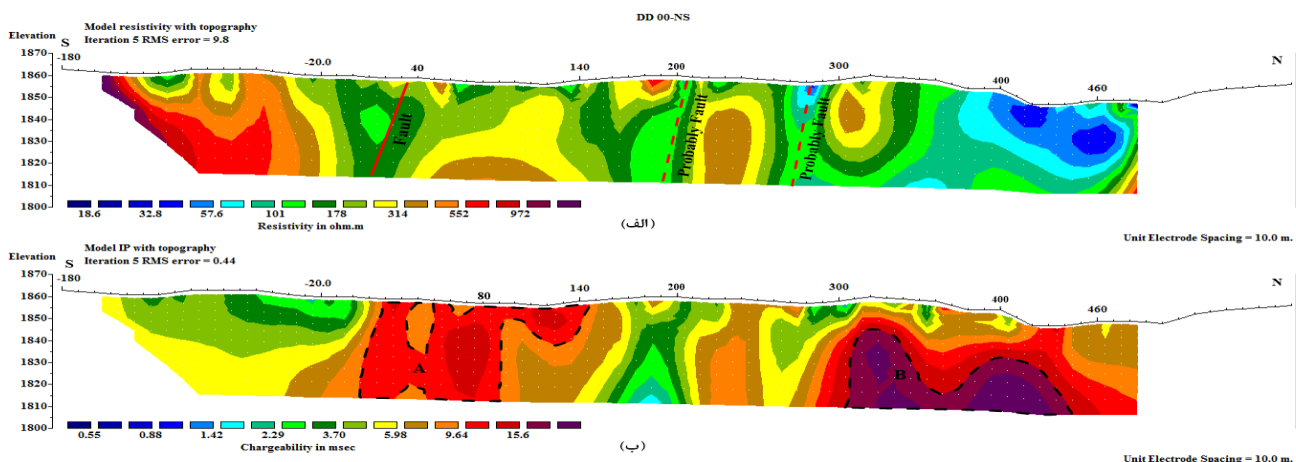 DD 00-NS
Model resistivity with topography
Elevation
Iteration 5 RMS error = 9.8
S
N
-180
-20.0
40
200
300
400
460
1870
1860
1850
1840
1830
1820
1810
1800
Fault
Probably Fault
Probably Fault
18.6 32.8 57.6 101 178 314 552 972
Resistivity in ohm.m
(الف)
Unit Electrode Spacing = 10.0 m.
Model IP with topography
Elevation
Iteration 5 RMS error = 0.44
S
N
-180
-20.0
80
140
300
400
460
1870
1860
1850
1840
1830
1820
1810
1800
A
B
0.55 0.88 1.42 2.29 3.70 5.98 9.64 15.6
Chargeability in msec
(ب)
Unit Electrode Spacing = 10.0 m.